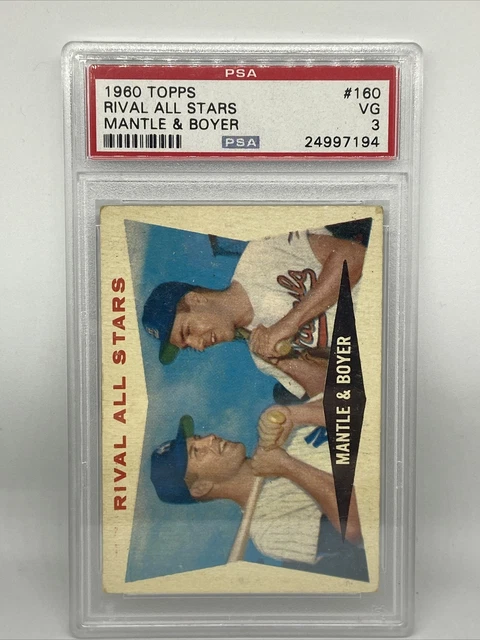 PSA
1960 TOPPS #160
RIVAL ALL STARS VG
MANTLE & BOYER PSA 3
24997194
RIVAL ALL STARS
MANTLE & BOYER